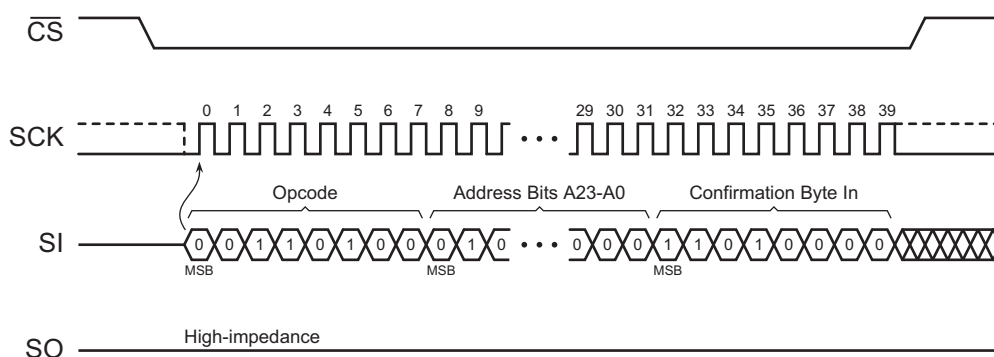 CS
0 1 2 3 4 5 6 7 8 9 29 30 31 32 33 34 35 36 37 38 39
SCK
Opcode Address Bits A23-A0 Confirmation Byte In
SI 0 0 1 1 0 1 0 0 0 1 0 0 0 0 1 1 0 1 0 0 0 0
MSB MSB MSB
High-impedance
SO